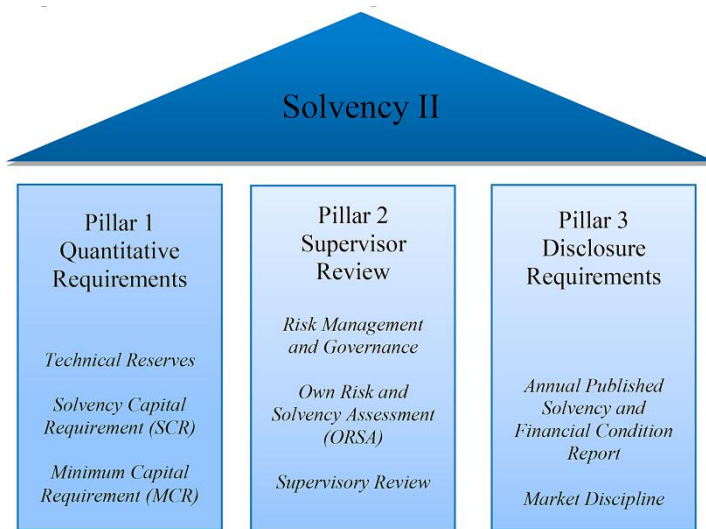 Solvency II
Pillar 1
Quantitative
Requirements
Technical Reserves
Solvency Capital
Requirement (SCR)
Minimum Capital
Requirement (MCR)
Pillar 2
Supervisor
Review
Risk Management
and Governance
Own Risk and
Solvency Assessment
(ORSA)
Supervisory Review
Pillar 3
Disclosure
Requirements
Annual Published
Solvency and
Financial Condition
Report
Market Discipline